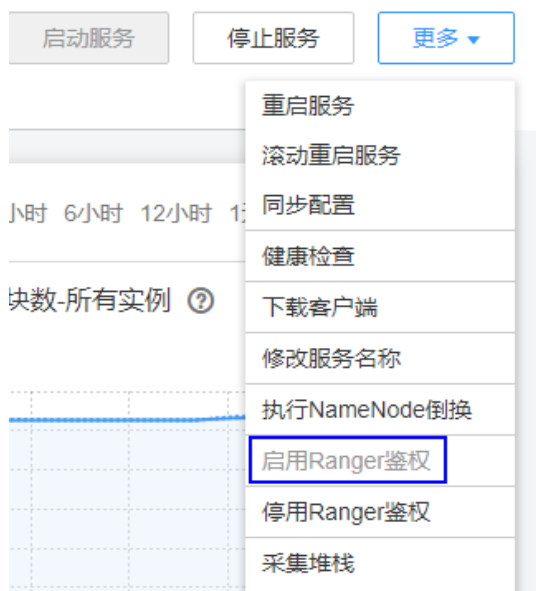 启动服务
停止服务
更多
重启服务
滚动重启服务
小时 6小时 12小时
同步配置
健康检查
块数-所有实例
下载客户端
修改服务名称
执行NameNode倒换
启用Ranger鉴权
停用Ranger鉴权
采集堆栈